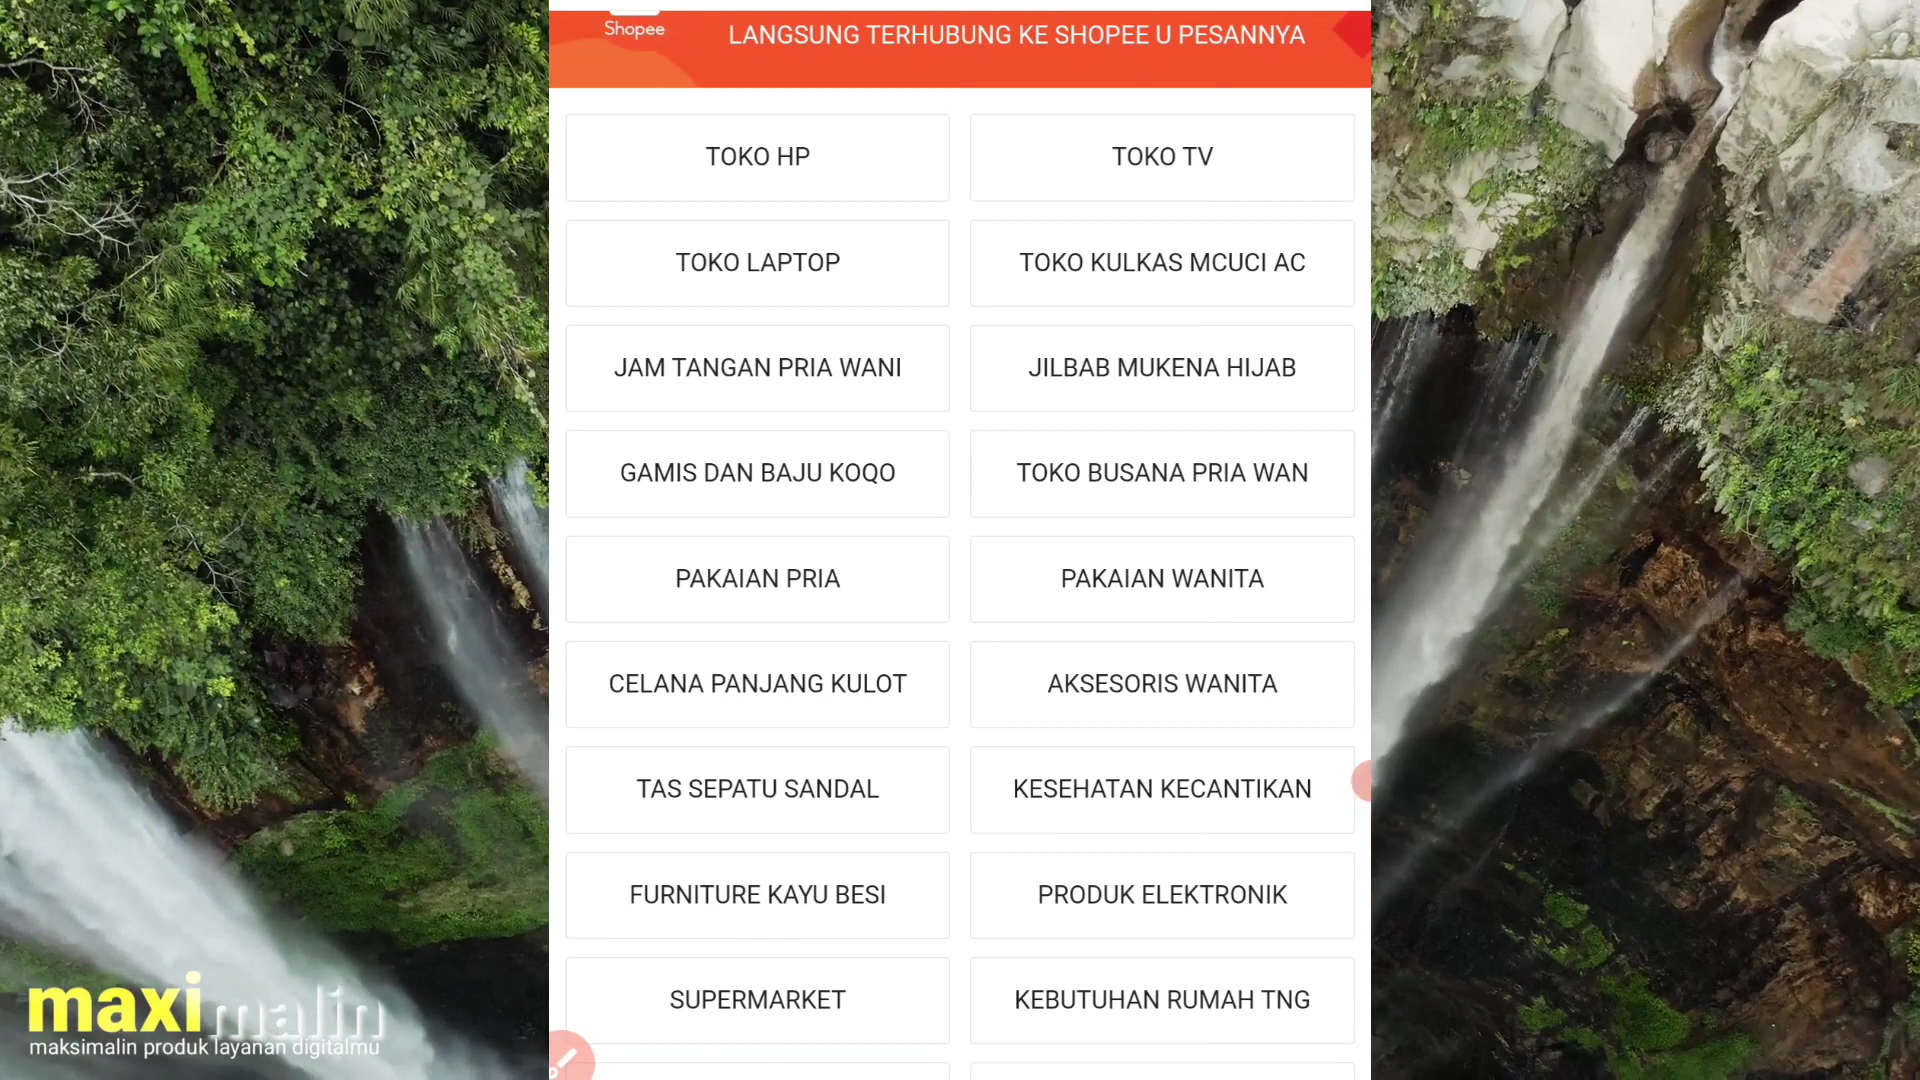 Shopee
LANGSUNG TERHUBUNG KE SHOPEE U PESANNYA
TOKO HP
TOKO TV
TOKO LAPTOP
TOKO KULKAS MCUCI AC
JAM TANGAN PRIA WANI
JILBAB MUKENA HIJAB
GAMIS DAN BAJU KOQO
TOKO BUSANA PRIA WAN
PAKAIAN PRIA
PAKAIAN WANITA
CELANA PANJANG KULOT
AKSESORIS WANITA
TAS SEPATU SANDAL
KESEHATAN KECANTIKAN
FURNITURE KAYU BESI
PRODUK ELEKTRONIK
SUPERMARKET
KEBUTUHAN RUMAH TNG
maximalin
maksimalin produk layanan digitalmu